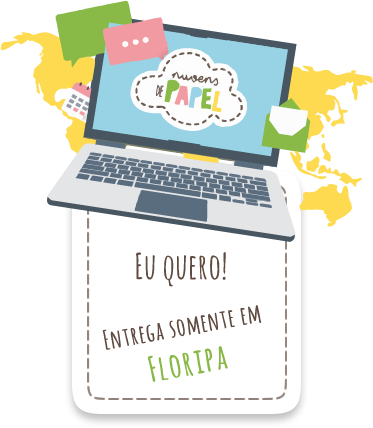 nuvens
DE PAPEL
EU QUERO!
ENTREGA SOMENTE EM
FLORIPA